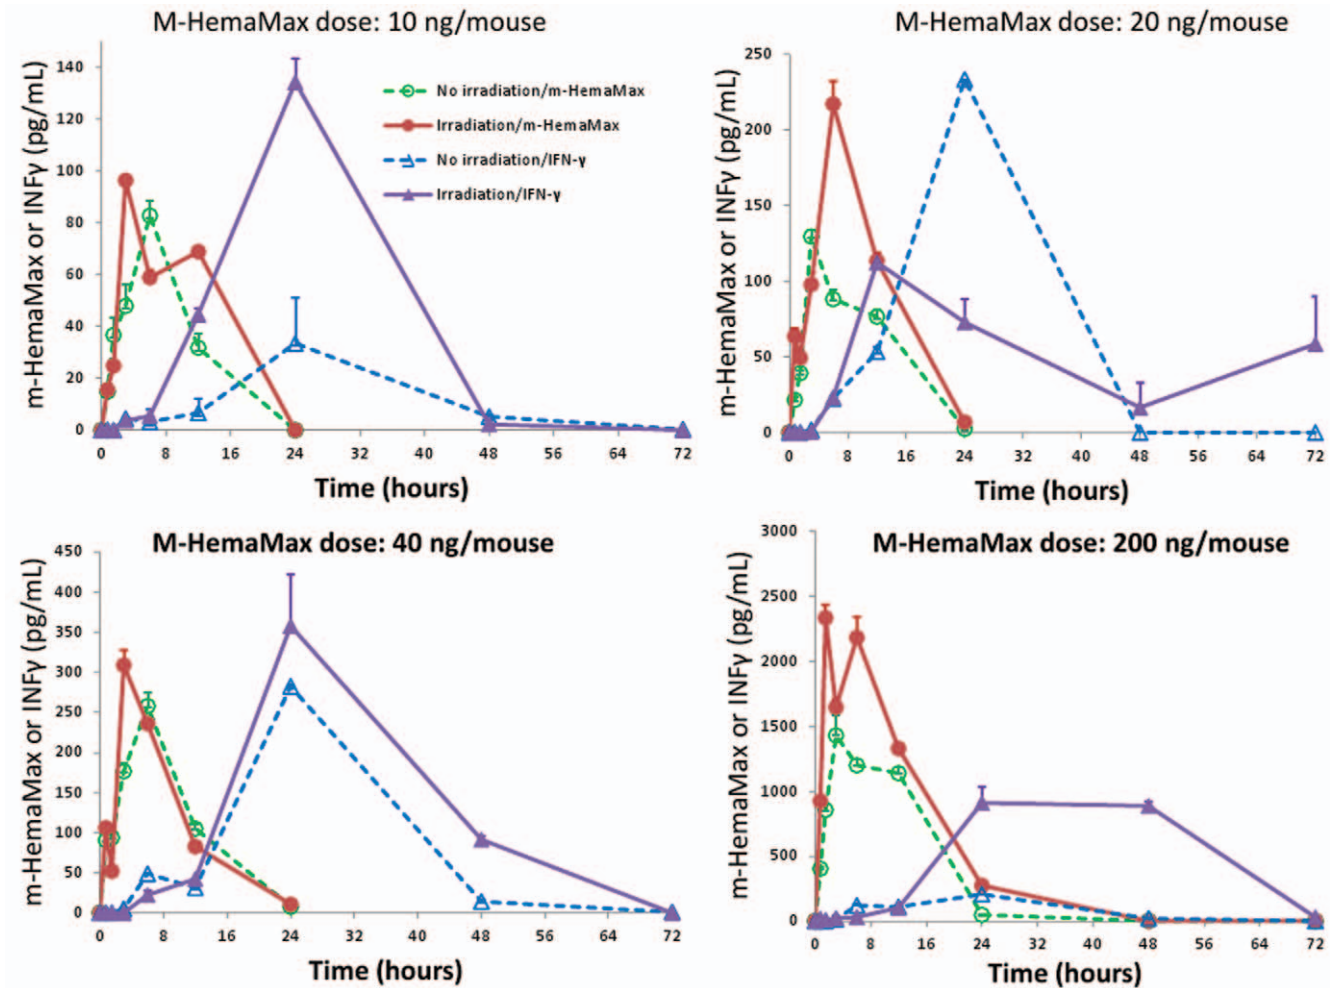 M-HemaMax dose: 10 ng/mouse
m-HemaMax or INFγ (pg/mL)
140
120
100
80
60
40
20
0
No irradiation/m-HemaMax
Irradiation/m-HemaMax
No irradiation/IFN-γ
Irradiation/IFN-γ
0 8 16 24 32 40 48 56 64 72
Time (hours)
M-HemaMax dose: 20 ng/mouse
m-HemaMax or INFγ (pg/mL)
250
200
150
100
50
0
0 8 16 24 32 40 48 56 64 72
Time (hours)
M-HemaMax dose: 40 ng/mouse
m-HemaMax or INFγ (pg/mL)
450
400
350
300
250
200
150
100
50
0
0 8 16 24 32 40 48 56 64 72
Time (hours)
M-HemaMax dose: 200 ng/mouse
m-HemaMax or INFγ (pg/mL)
3000
2500
2000
1500
1000
500
0
0 8 16 24 32 40 48 56 64 72
Time (hours)